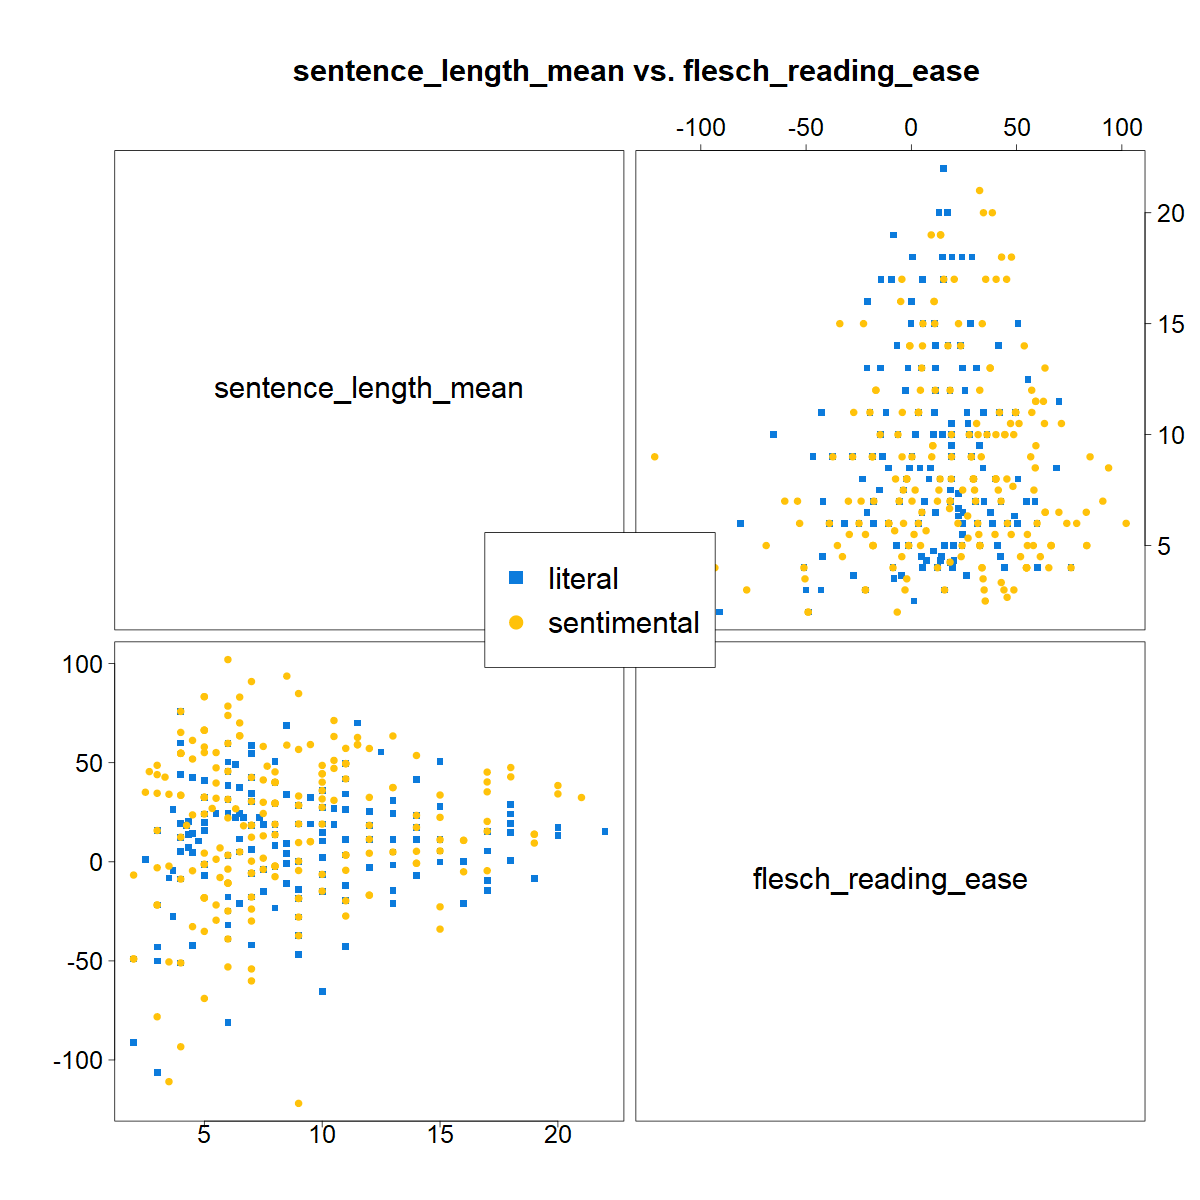 sentence_length_mean vs. flesch_reading_ease
-100 -50 0 50 100
sentence_length_mean
20
15
10
5
literal
sentimental
100
50
0
-50
-100
flesch_reading_ease
5 10 15 20